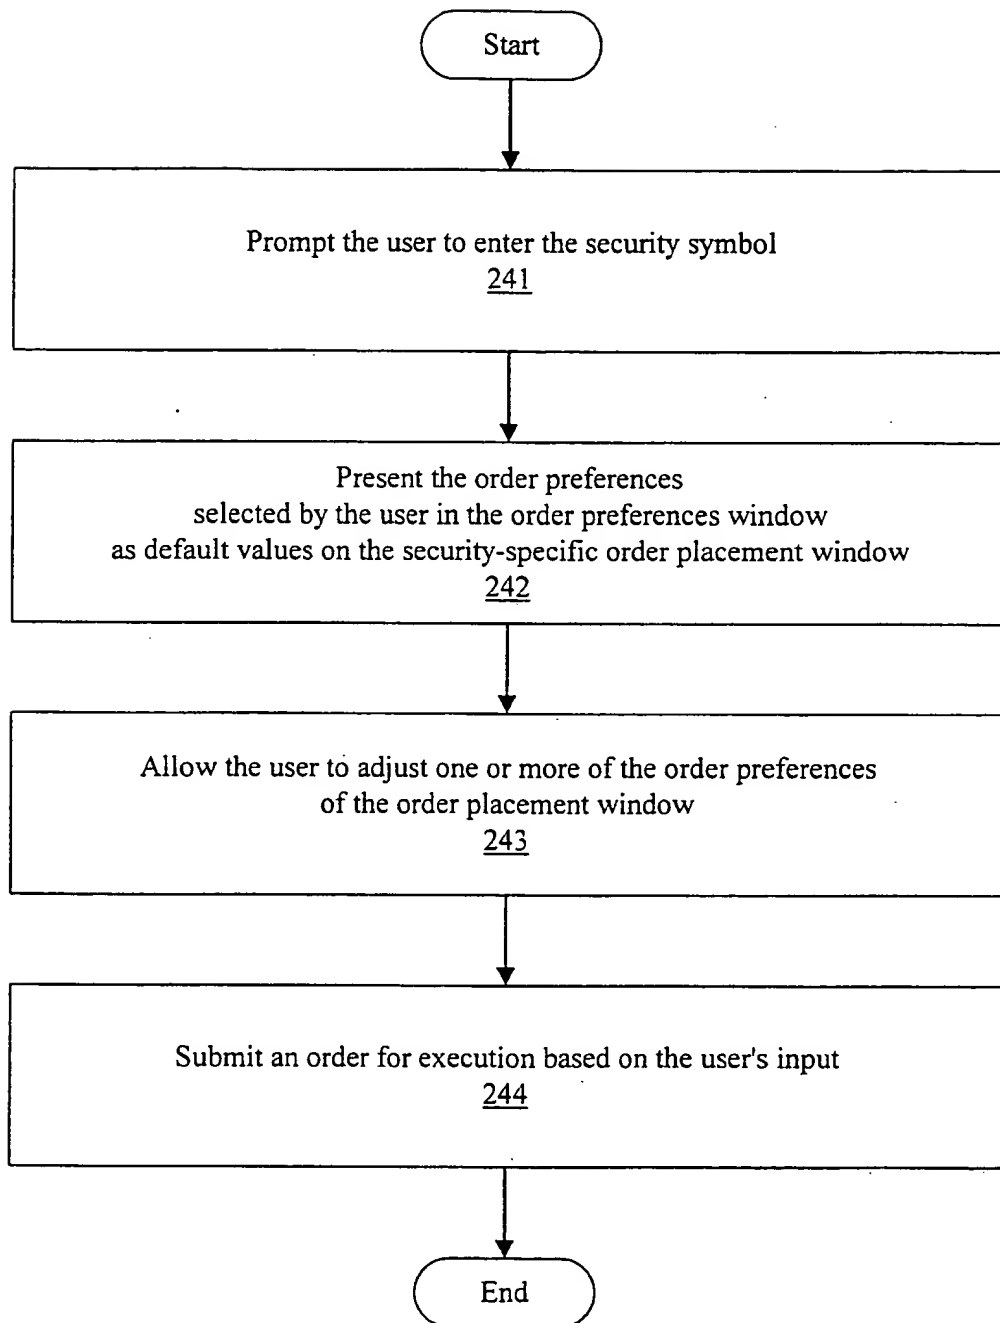 Start
Prompt the user to enter the security symbol
241
Present the order preferences
selected by the user in the order preferences window
as default values on the security-specific order placement window
242
Allow the user to adjust one or more of the order preferences
of the order placement window
243
Submit an order for execution based on the user's input
244
End